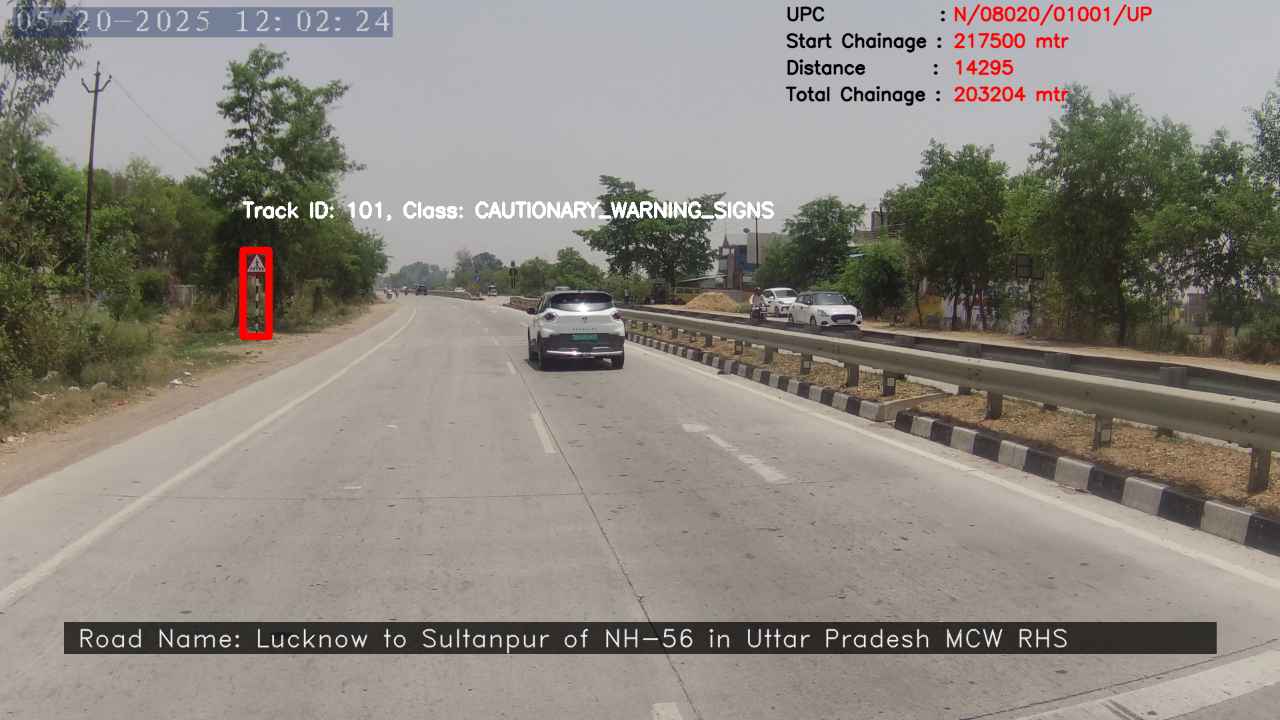 05-20-2025 12:02:24
UPC : N/08020/01001/UP
Start Chainage : 217500 mtr
Distance : 14295
Total Chainage : 203204 mtr
Track ID: 101, Class: CAUTIONARY_WARNING_SIGNS
Road Name: Lucknow to Sultanpur of NH-56 in Uttar Pradesh MCW RHS